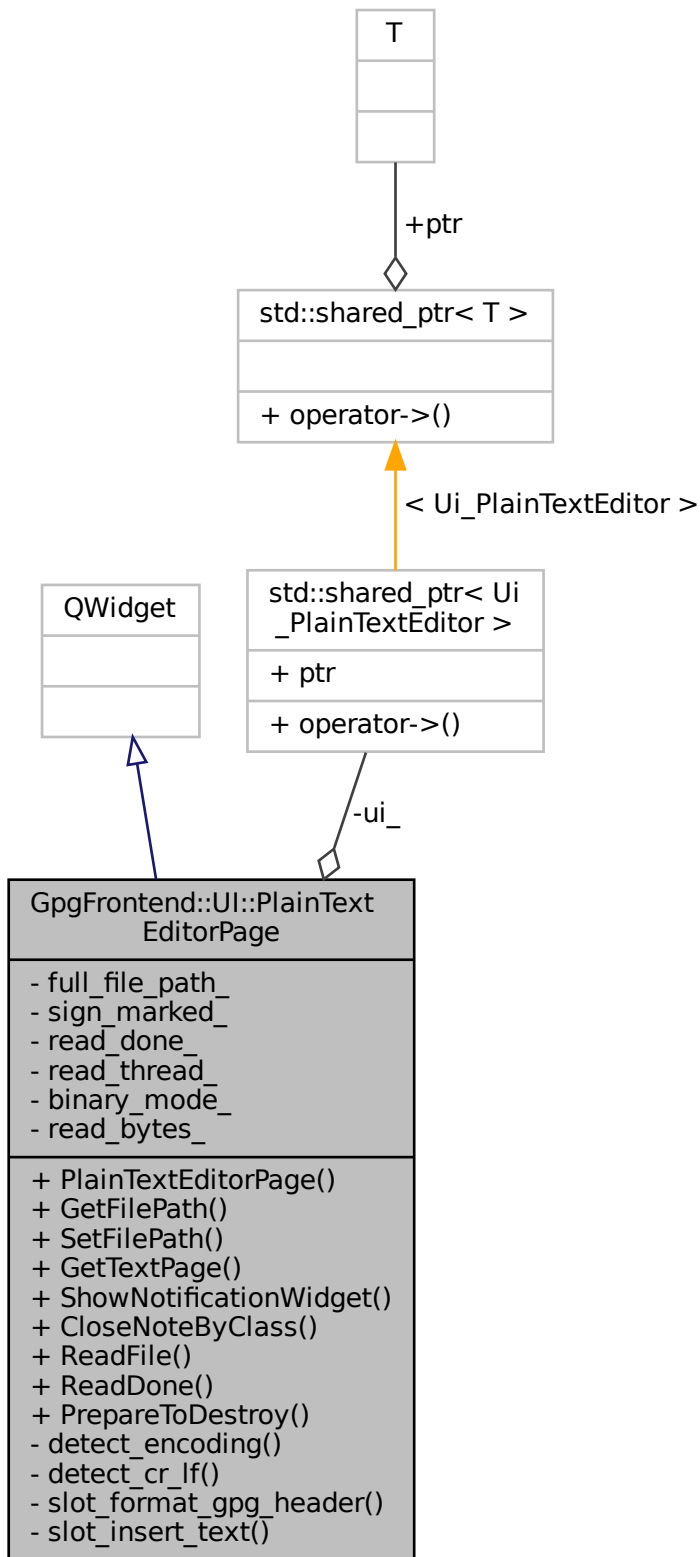 T
+ptr
std::shared_ptr< T >
+ operator->()
< Ui_PlainTextEditor >
std::shared_ptr< Ui
_PlainTextEditor >
+ ptr
+ operator->()
QWidget
-ui_
GpgFrontend::UI::PlainText
EditorPage
- full_file_path_
- sign_marked_
- read_done_
- read_thread_
- binary_mode_
- read_bytes_
+ PlainTextEditorPage()
+ GetFilePath()
+ SetFilePath()
+ GetTextPage()
+ ShowNotificationWidget()
+ CloseNoteByClass()
+ ReadFile()
+ ReadDone()
+ PrepareToDestroy()
- detect_encoding()
- detect_cr_lf()
- slot_format_gpg_header()
- slot_insert_text()